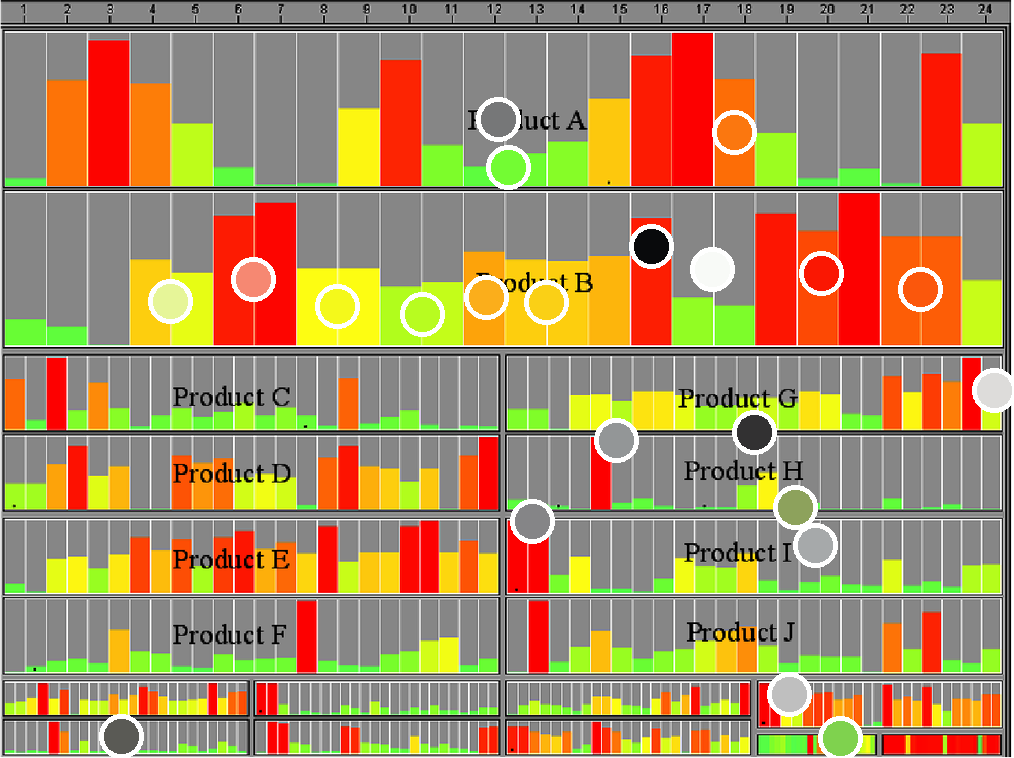 1 2 3 4 5 6 7 8 9 10 11 12 13 14 15 16 17 18 19 20 21 22 23 24
duct A
Product B
Product C
Product G
Product D
Product H
Product E
Product I
Product F
Product J